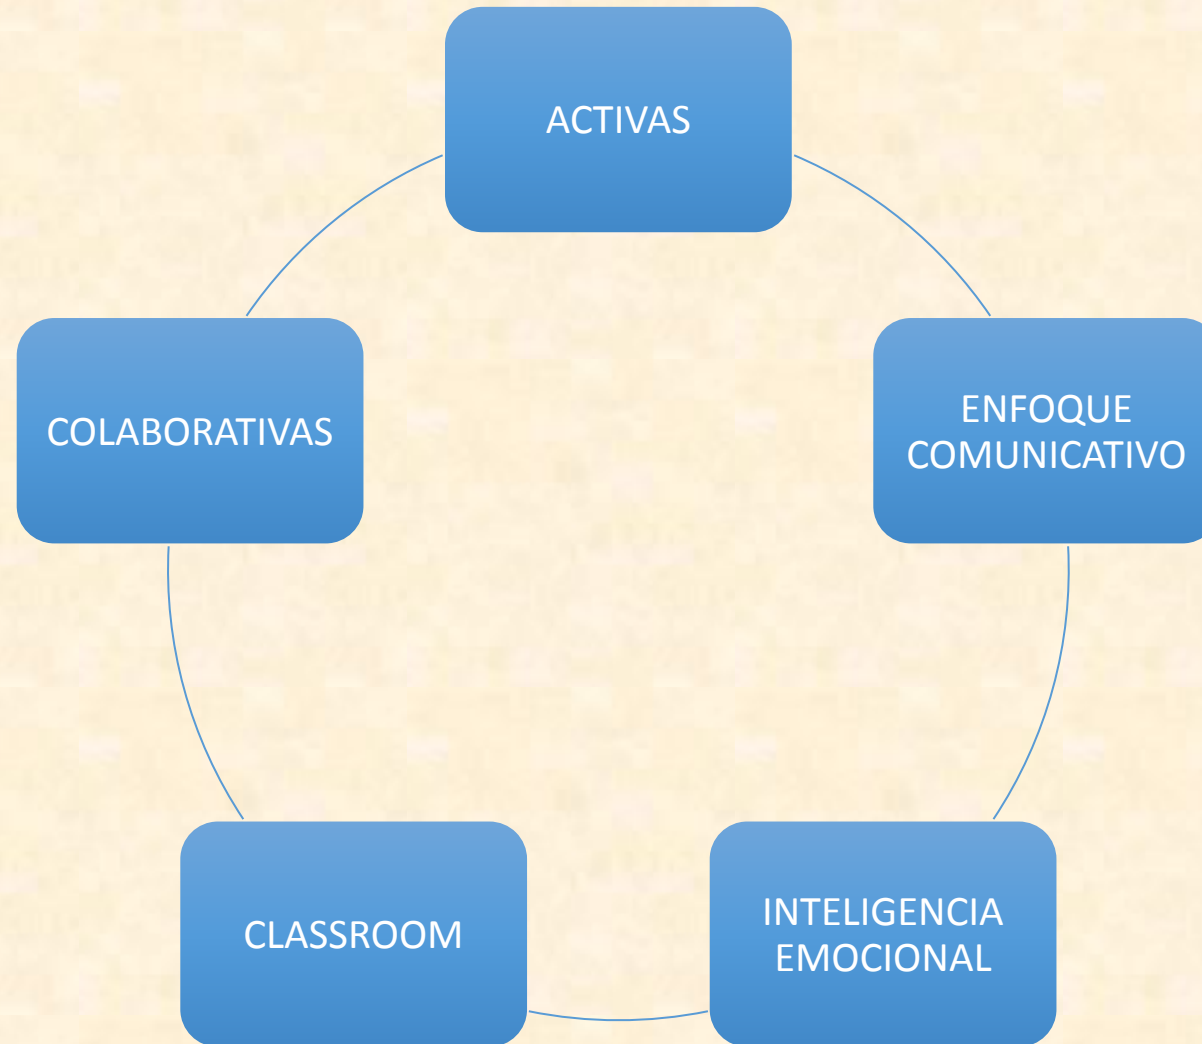 ACTIVAS
COLABORATIVAS
ENFOQUE
COMUNICATIVO
CLASSROOM
INTELIGENCIA
EMOCIONAL